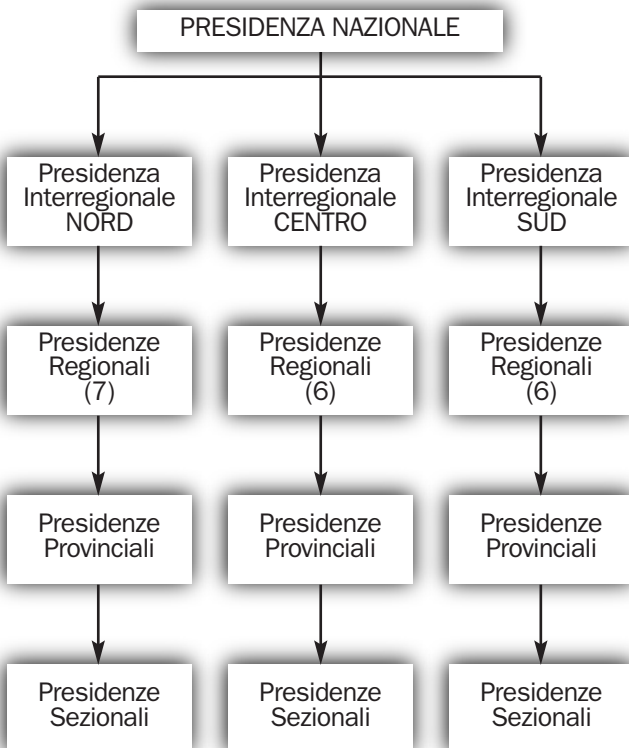 PRESIDENZA NAZIONALE
Presidenza
Interregionale
NORD
Presidenza
Interregionale
CENTRO
Presidenza
Interregionale
SUD
Presidenze
Regionali
(7)
Presidenze
Regionali
(6)
Presidenze
Regionali
(6)
Presidenze
Provinciali
Presidenze
Provinciali
Presidenze
Provinciali
Presidenze
Sezionali
Presidenze
Sezionali
Presidenze
Sezionali